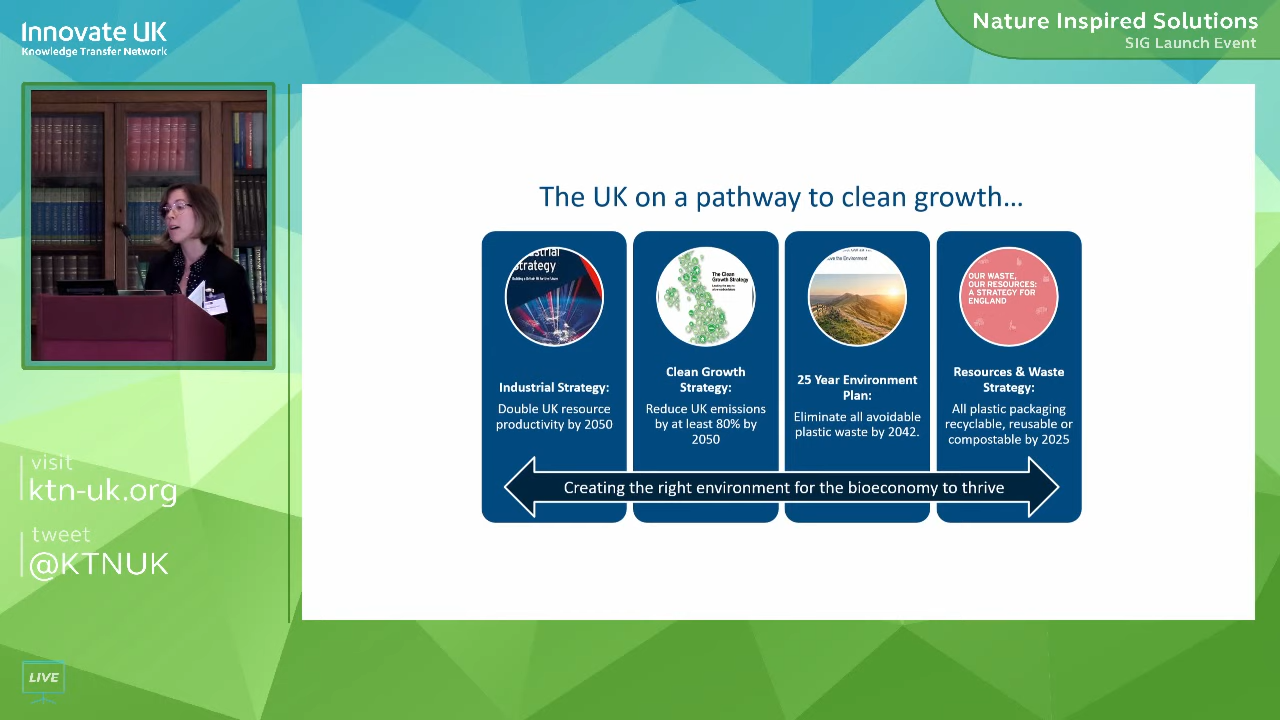 Innovate UK
Knowledge Transfer Network
Nature Inspired Solutions
SIG Launch Event
The UK on a pathway to clean growth...
Strategy
The Clean
Growth Strategy
OUR WASTE,
OUR RESOURCES:
A STRATEGY FOR
ENGLAND
Industrial Strategy:
Double UK resource
productivity by 2050
Clean Growth
Strategy:
Reduce UK emissions
by at least 80% by
2050
25 Year Environment
Plan:
Eliminate all avoidable
plastic waste by 2042.
Resources & Waste
Strategy:
All plastic packaging
recyclable, reusable or
compostable by 2025
Creating the right environment for the bioeconomy to thrive
visit
ktn-uk.org
tweet
@KTNUK
LIVE